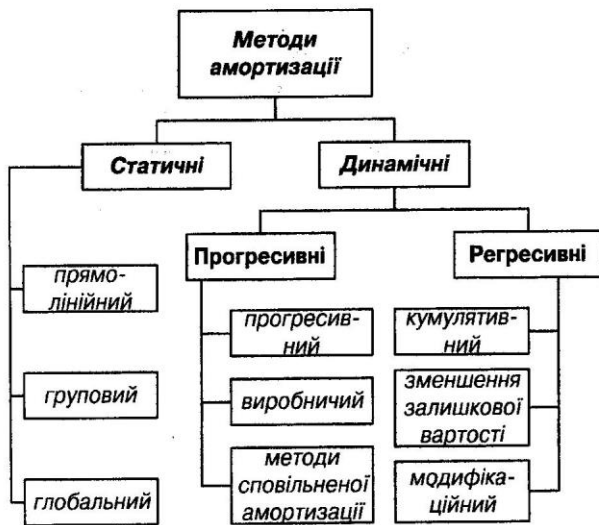 Методи
амортизації
Статичні
Динамічні
Прогресивні
Регресивні
прямо-
лінійний
груповий
глобальний
прогресив-
ний
виробничий
методи
сповільненої
амортизації
кумулятив-
ний
зменшення
залишкової
вартості
модифіка-
ційний